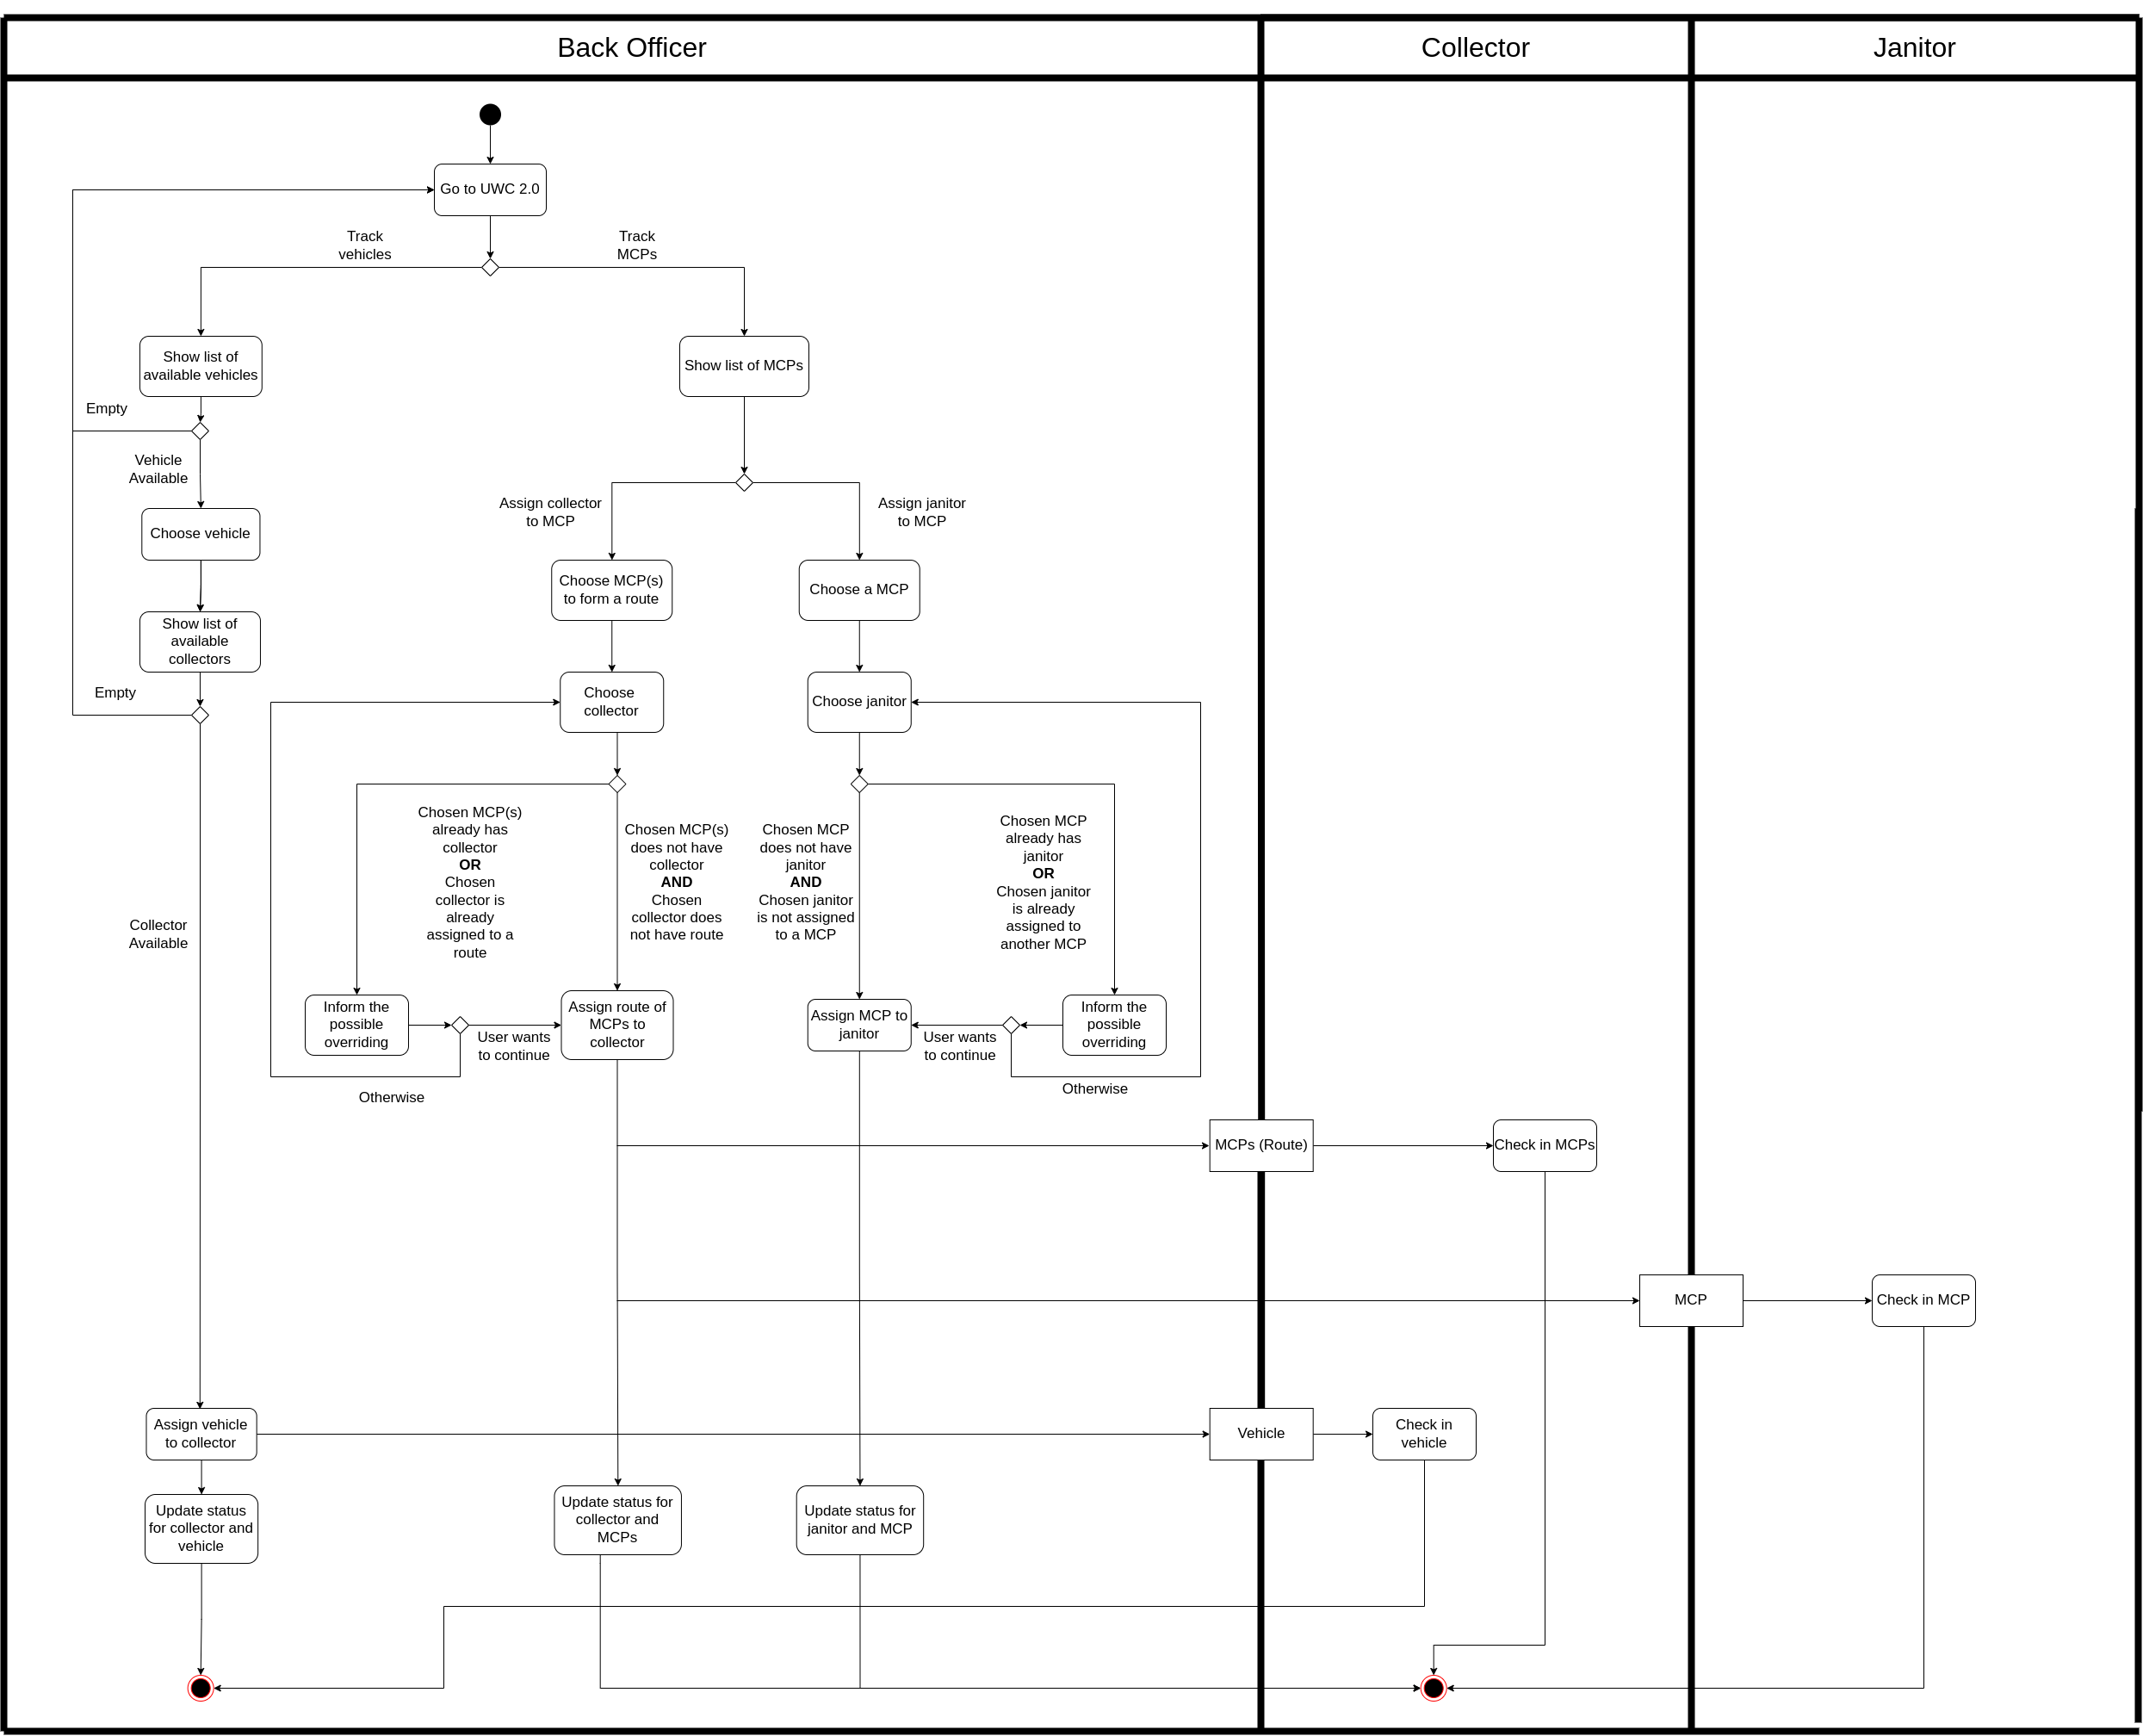 Back Officer
Collector
Janitor
Go to UWC 2.0
Track
vehicles
Track
MCPs
Show list of
available vehicles
Show list of MCPs
Empty
Vehicle
Available
Assign collector
to MCP
Assign janitor
to MCP
Choose vehicle
Choose MCP(s)
to form a route
Choose a MCP
Show list of
available
collectors
Empty
Choose
collector
Choose janitor
Chosen MCP(s)
already has
collector
OR
Chosen
collector is
already
assigned to a
route
Chosen MCP(s)
does not have
collector
AND
Chosen
collector does
not have route
Chosen MCP
does not have
janitor
AND
Chosen janitor
is not assigned
to a MCP
Chosen MCP
already has
janitor
OR
Chosen janitor
is already
assigned to
another MCP
Collector
Available
Inform the
possible
overriding
User wants
to continue
Assign route of
MCPs to
collector
Assign MCP to
janitor
User wants
to continue
Inform the
possible
overriding
Otherwise
Otherwise
MCPs (Route)
Check in MCPs
MCP
Check in MCP
Assign vehicle
to collector
Vehicle
Check in
vehicle
Update status
for collector and
vehicle
Update status for
collector and
MCPs
Update status for
janitor and MCP